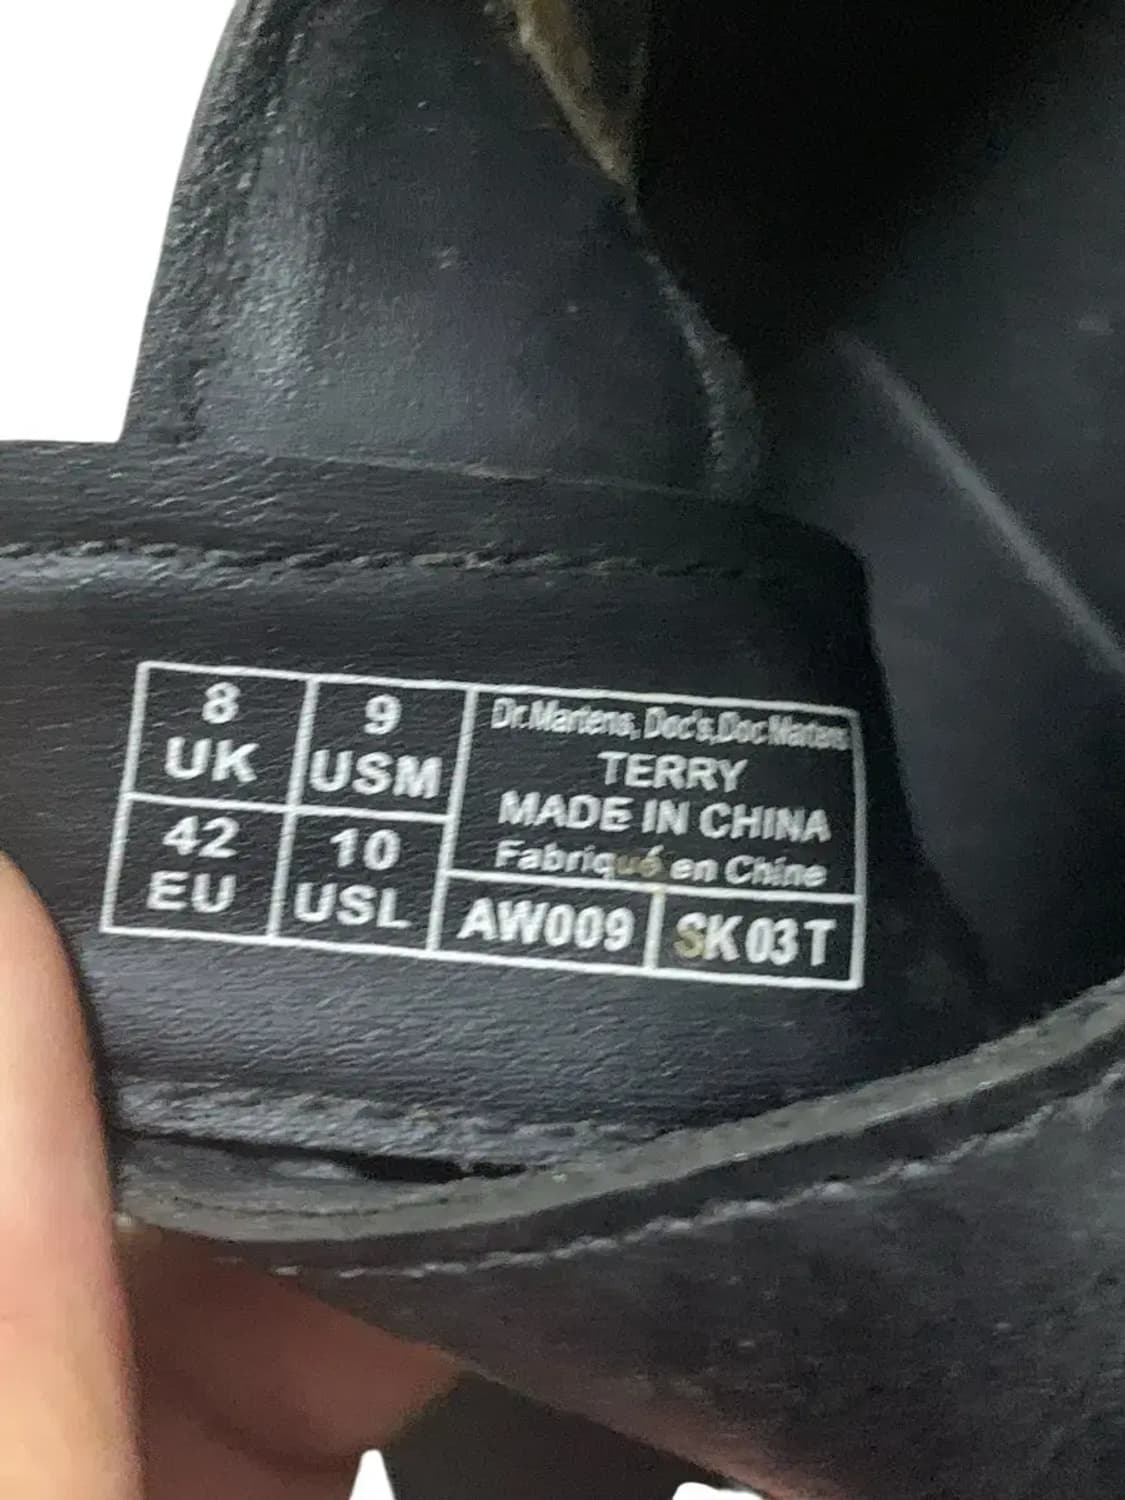 8
UK
9
USM
42
EU
10
USL
Dr. Martens, Doc's, Doc Martens
TERRY
MADE IN CHINA
Fabriqué en Chine
AW009
SK03T